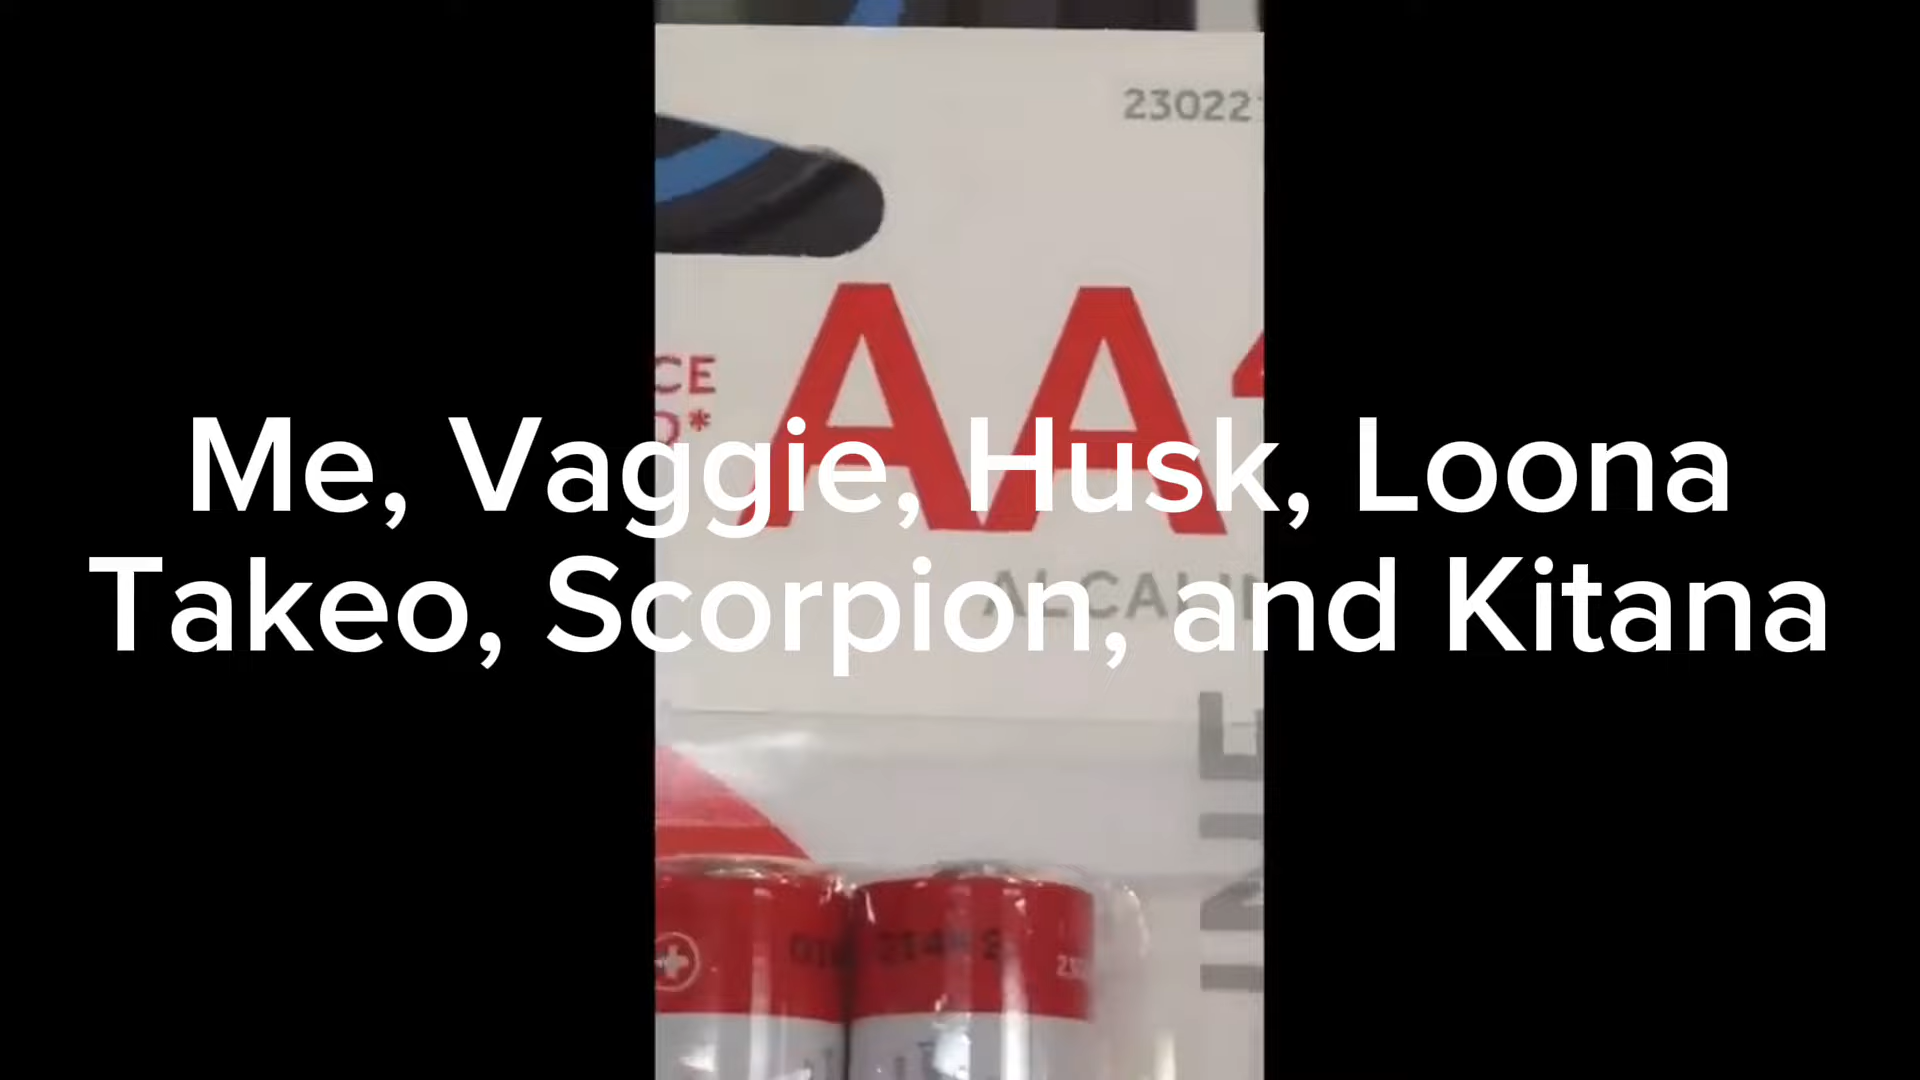 23022
AA
CE
Me, Vaggie, Husk, Loona
Takeo, Scorpion, and Kitana